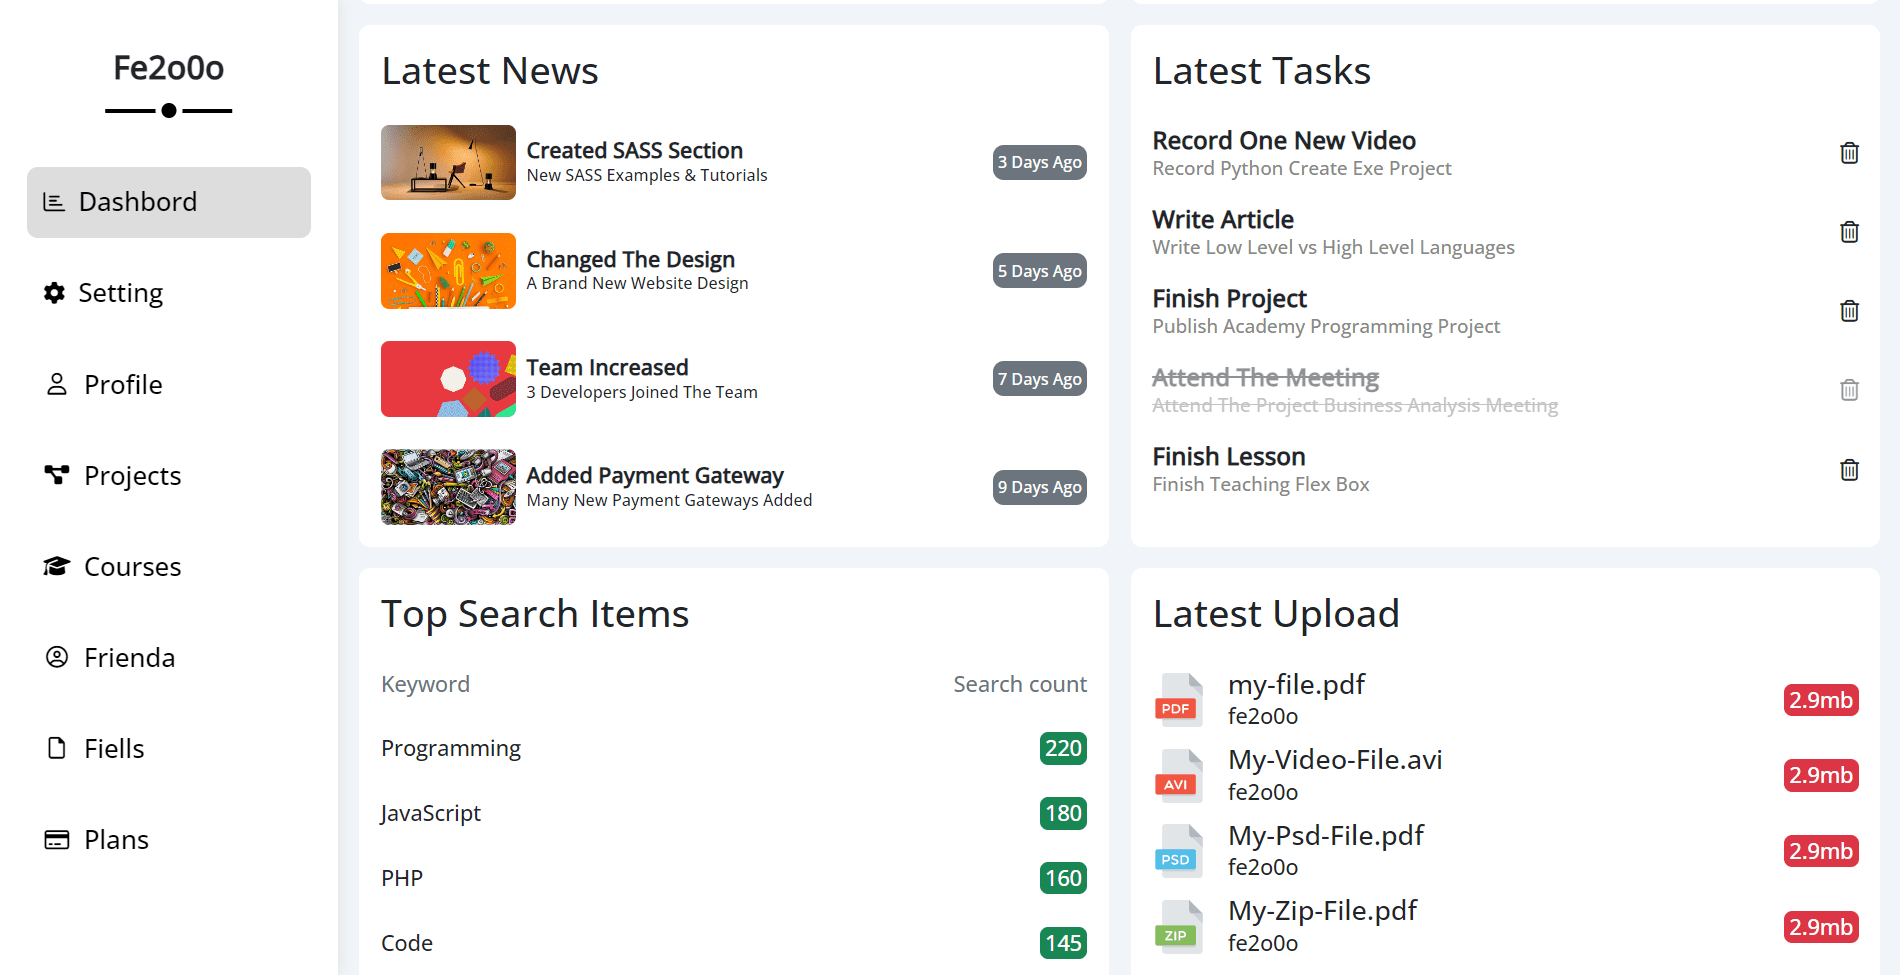 Fe2o0o
Dashbord
Setting
Profile
Projects
Courses
Frienda
Fiells
Plans
Latest News
Created SASS Section
New SASS Examples & Tutorials
3 Days Ago
Changed The Design
A Brand New Website Design
5 Days Ago
Team Increased
3 Developers Joined The Team
7 Days Ago
Added Payment Gateway
Many New Payment Gateways Added
9 Days Ago
Latest Tasks
Record One New Video
Record Python Create Exe Project
Write Article
Write Low Level vs High Level Languages
Finish Project
Publish Academy Programming Project
Attend The Meeting
Attend The Project Business Analysis Meeting
Finish Lesson
Finish Teaching Flex Box
Top Search Items
Keyword Search count
Programming 220
JavaScript 180
PHP 160
Code 145
Latest Upload
PDF
my-file.pdf
fe2o0o
2.9mb
AVI
My-Video-File.avi
fe2o0o
2.9mb
PSD
My-Psd-File.pdf
fe2o0o
2.9mb
ZIP
My-Zip-File.pdf
fe2o0o
2.9mb